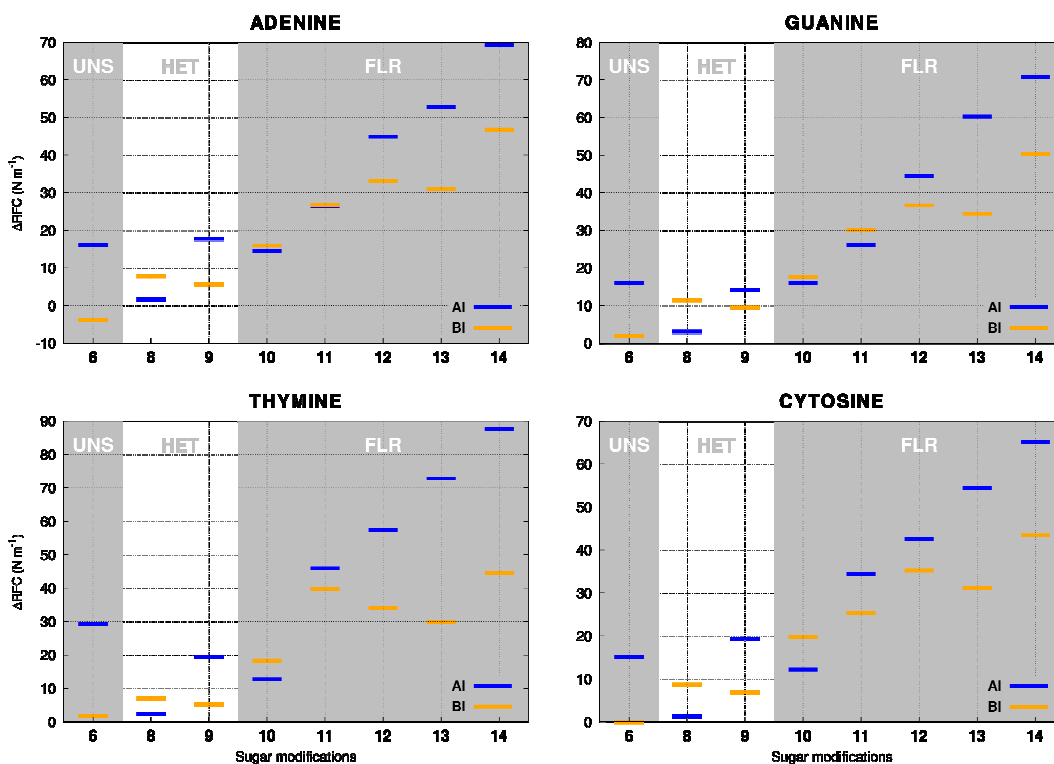 ADENINE
UNS HET FLR
ΔRFC (N m-1)
70
60
50
40
30
20
10
0
-10
AI
BI
6 8 9 10 11 12 13 14
GUANINE
UNS HET FLR
80
70
60
50
40
30
20
10
0
AI
BI
6 8 9 10 11 12 13 14
THYMINE
UNS HET FLR
ΔRFC (N m-1)
90
80
70
60
50
40
30
20
10
0
AI
BI
6 8 9 10 11 12 13 14
Sugar modifications
CYTOSINE
UNS HET FLR
70
60
50
40
30
20
10
0
AI
BI
6 8 9 10 11 12 13 14
Sugar modifications